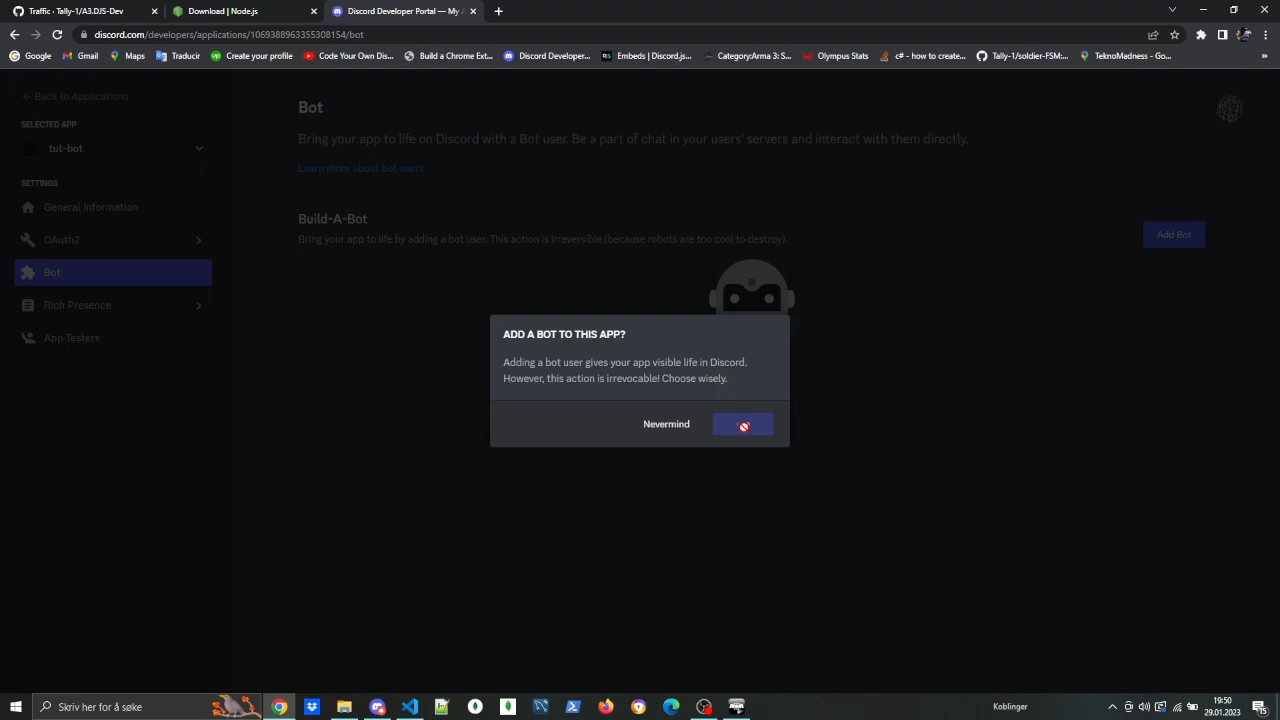 Traffic · Tally-1/A3.DJS-Dev
Download | Node.js
Discord Developer Portal — My A
discord.com/developers/applications/1069388963355308154/bot
Google
Gmail
Maps
Traducir
Create your profile
Code Your Own Dis...
Build a Chrome Ext...
Discord Developer...
Embeds | Discord.js...
Category:Arma 3: S...
Olympus Stats
c# - how to create...
Tally-1/soldier-FSM:...
TeknoMadness - Go...
»
← Back to Applications
SELECTED APP
tut-bot
SETTINGS
General Information
OAuth2
Bot
Rich Presence
App Testers
Bot
Bring your app to life on Discord with a Bot user. Be a part of chat in your users' servers and interact with them directly.
Learn more about bot users
Build-A-Bot
Bring your app to life by adding a bot user. This action is irreversible (because robots are too cool to destroy).
Add Bot
ADD A BOT TO THIS APP?
Adding a bot user gives your app visible life in Discord.
However, this action is irrevocable! Choose wisely.
Nevermind
Skriv her for å søke
Koblinger
19:50
29.01.2023